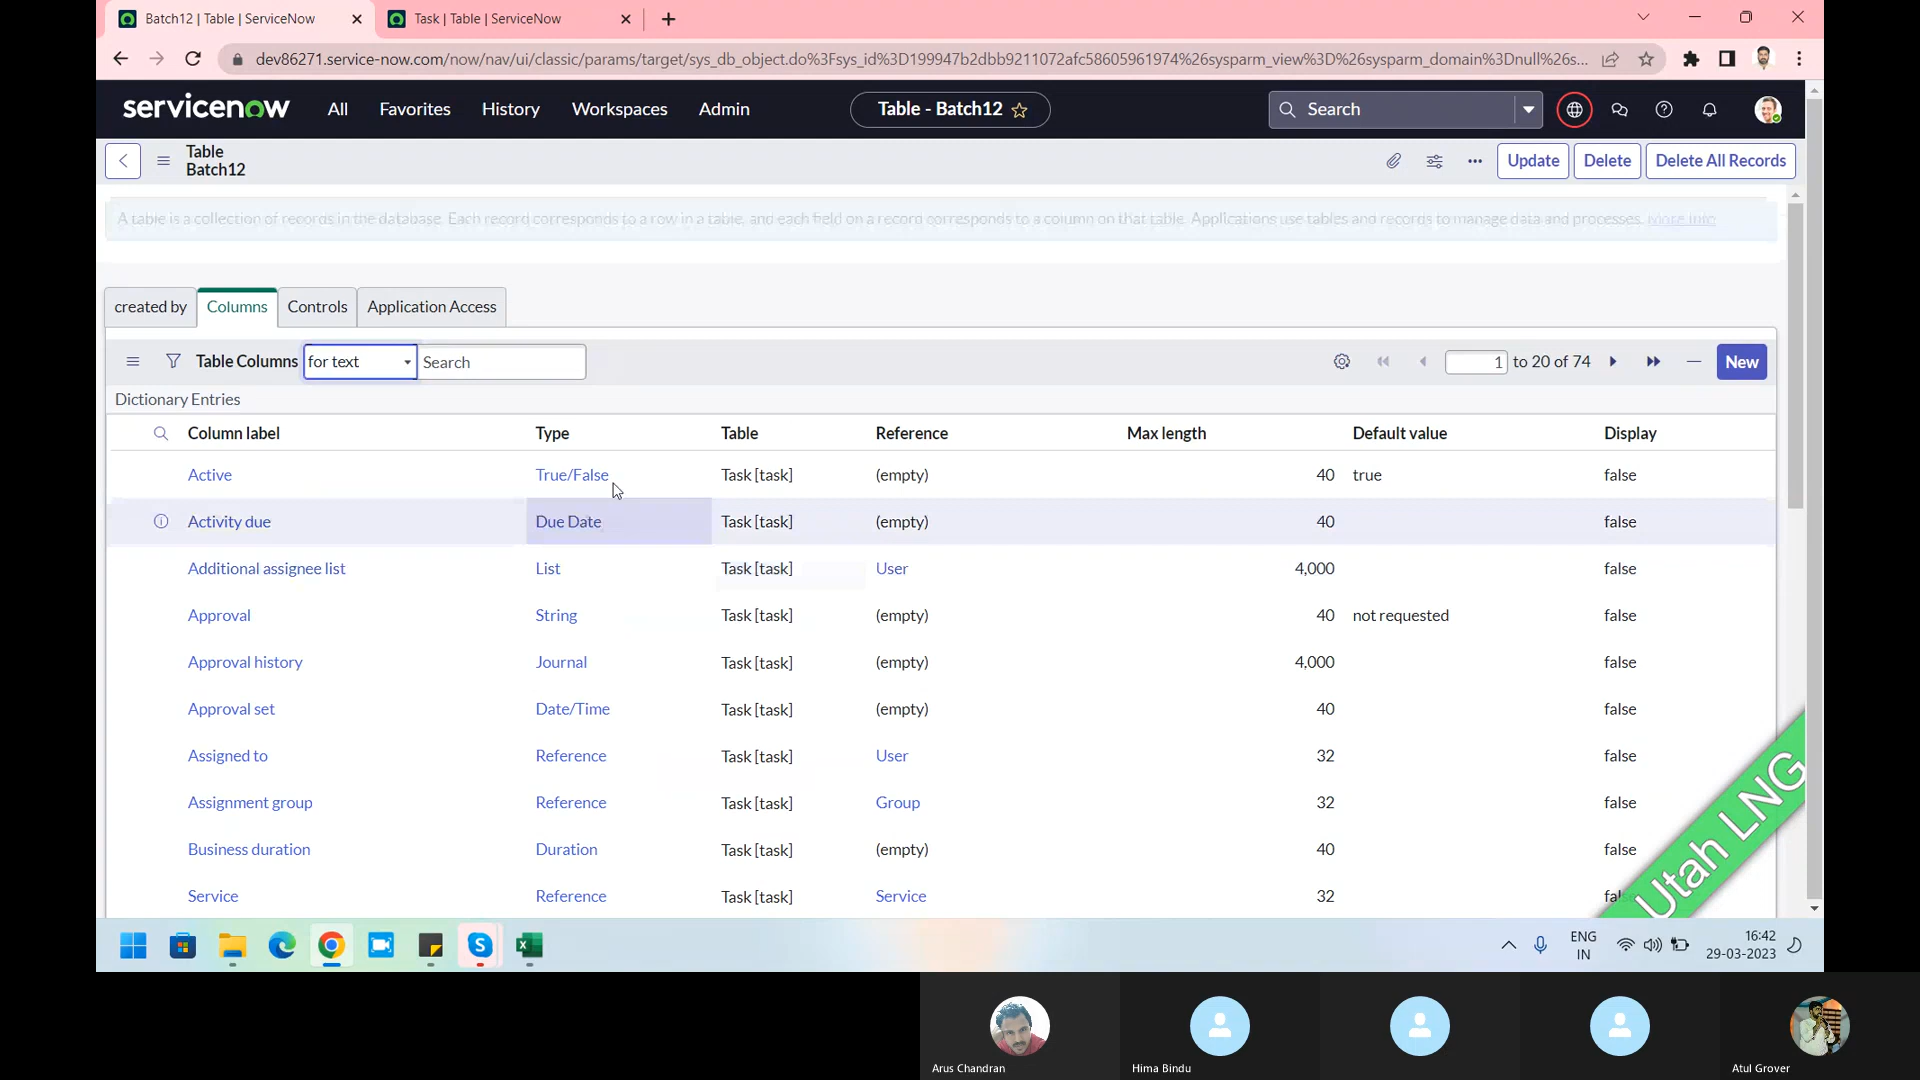 Batch12 | Table | ServiceNow
Task | Table | ServiceNow
dev86271.service-now.com/now/nav/ui/classic/params/target/sys_db_object.do%3Fsys_id%3D199947b2dbb9211072afc58605961974%26sysparm_view%3D%26sysparm_domain%3Dnull%26s...
servicenow All Favorites History Workspaces Admin Table - Batch12 Search
Table
Batch12
Update Delete Delete All Records
A table is a collection of records in the database. Each record corresponds to a row in a table, and each field on a record corresponds to a column on that table. Applications use tables and records to manage data and processes. More Info
created by Columns Controls Application Access
Table Columns for text Search 1 to 20 of 74 New
Dictionary Entries
Column label Type Table Reference Max length Default value Display
Active True/False Task [task] (empty) 40 true false
Activity due Due Date Task [task] (empty) 40 false
Additional assignee list List Task [task] User 4,000 false
Approval String Task [task] (empty) 40 not requested false
Approval history Journal Task [task] (empty) 4,000 false
Approval set Date/Time Task [task] (empty) 40 false
Assigned to Reference Task [task] User 32 false
Assignment group Reference Task [task] Group 32 false
Business duration Duration Task [task] (empty) 40 false
Service Reference Task [task] Service 32 false
Utah LNG
ENG
IN
16:42
29-03-2023
Arus Chandran
Hima Bindu
Atul Grover